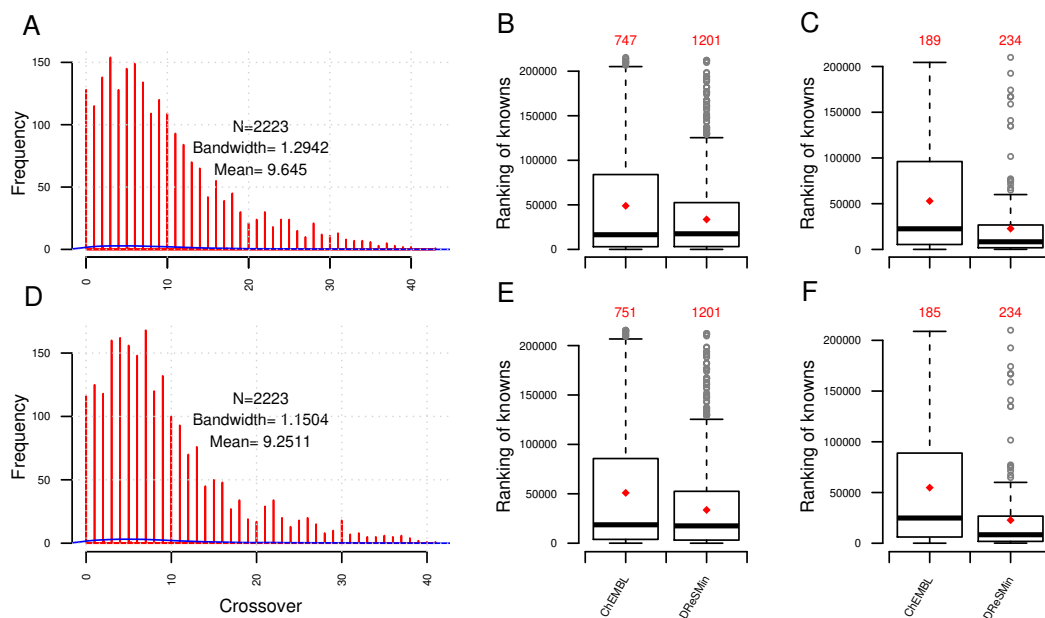 A
Frequency
150
100
50
0
N=2223
Bandwidth= 1.2942
Mean= 9.645
0
10
20
30
40
B
747
1201
Ranking of knowns
200000
150000
100000
50000
0
C
189
234
Ranking of knowns
200000
150000
100000
50000
0
D
Frequency
150
100
50
0
N=2223
Bandwidth= 1.1504
Mean= 9.2511
0
10
20
30
40
Crossover
E
751
1201
Ranking of knowns
200000
150000
100000
50000
0
ChEMBL
DReSMin
F
185
234
Ranking of knowns
200000
150000
100000
50000
0
ChEMBL
DReSMin